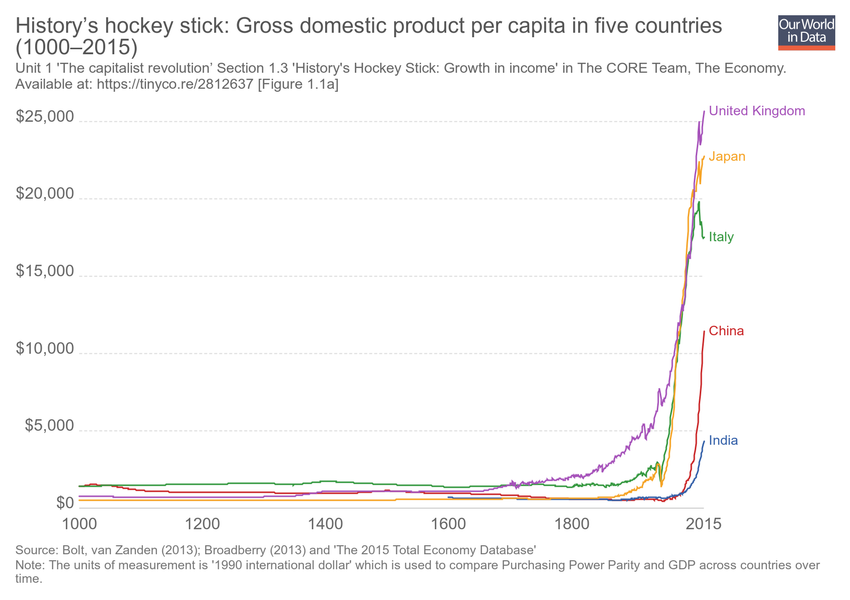 History's hockey stick: Gross domestic product per capita in five countries
(1000–2015)
Our World
in Data
Unit 1 'The capitalist revolution’ Section 1.3 'History's Hockey Stick: Growth in income' in The CORE Team, The Economy.
Available at: https://tinyco.re/2812637 [Figure 1.1a]
$25,000
$20,000
$15,000
$10,000
$5,000
$0
United Kingdom
Japan
Italy
China
India
1000
1200
1400
1600
1800
2015
Source: Bolt, van Zanden (2013); Broadberry (2013) and 'The 2015 Total Economy Database'
Note: The units of measurement is '1990 international dollar' which is used to compare Purchasing Power Parity and GDP across countries over
time.